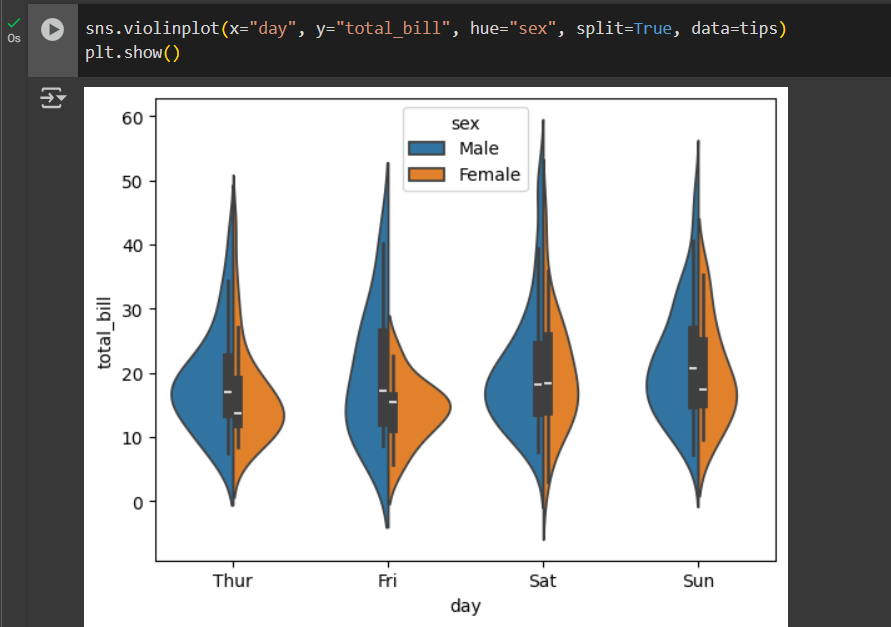 sns.violinplot(x="day", y="total_bill", hue="sex", split=True, data=tips)
plt.show()
0s
sex
Male
Female
60
50
40
30
20
10
0
total_bill
Thur Fri Sat Sun
day